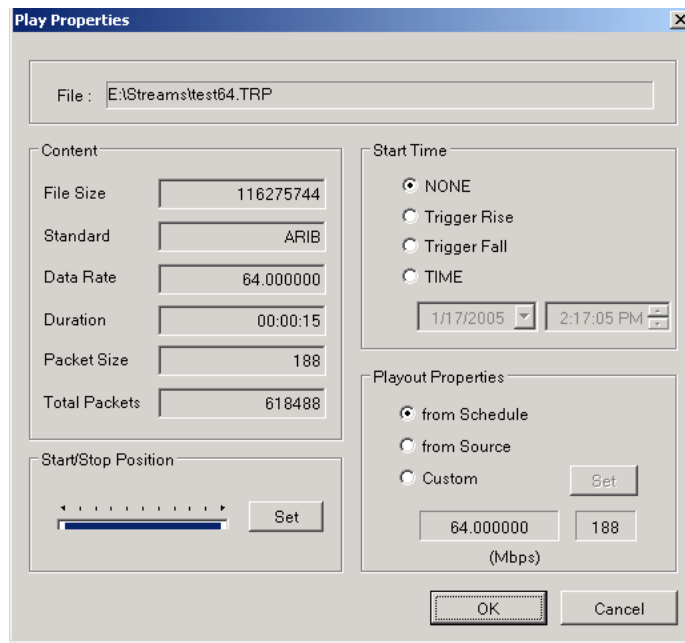 Play Properties
File : E:\Streams\test64.TRP
Content
File Size 116275744
Standard ARIB
Data Rate 64.000000
Duration 00:00:15
Packet Size 188
Total Packets 618488
Start/Stop Position
Set
Start Time
NONE
Trigger Rise
Trigger Fall
TIME
1/17/2005 2:17:05 PM
Playout Properties
from Schedule
from Source
Custom Set
64.000000 188
(Mbps)
OK Cancel